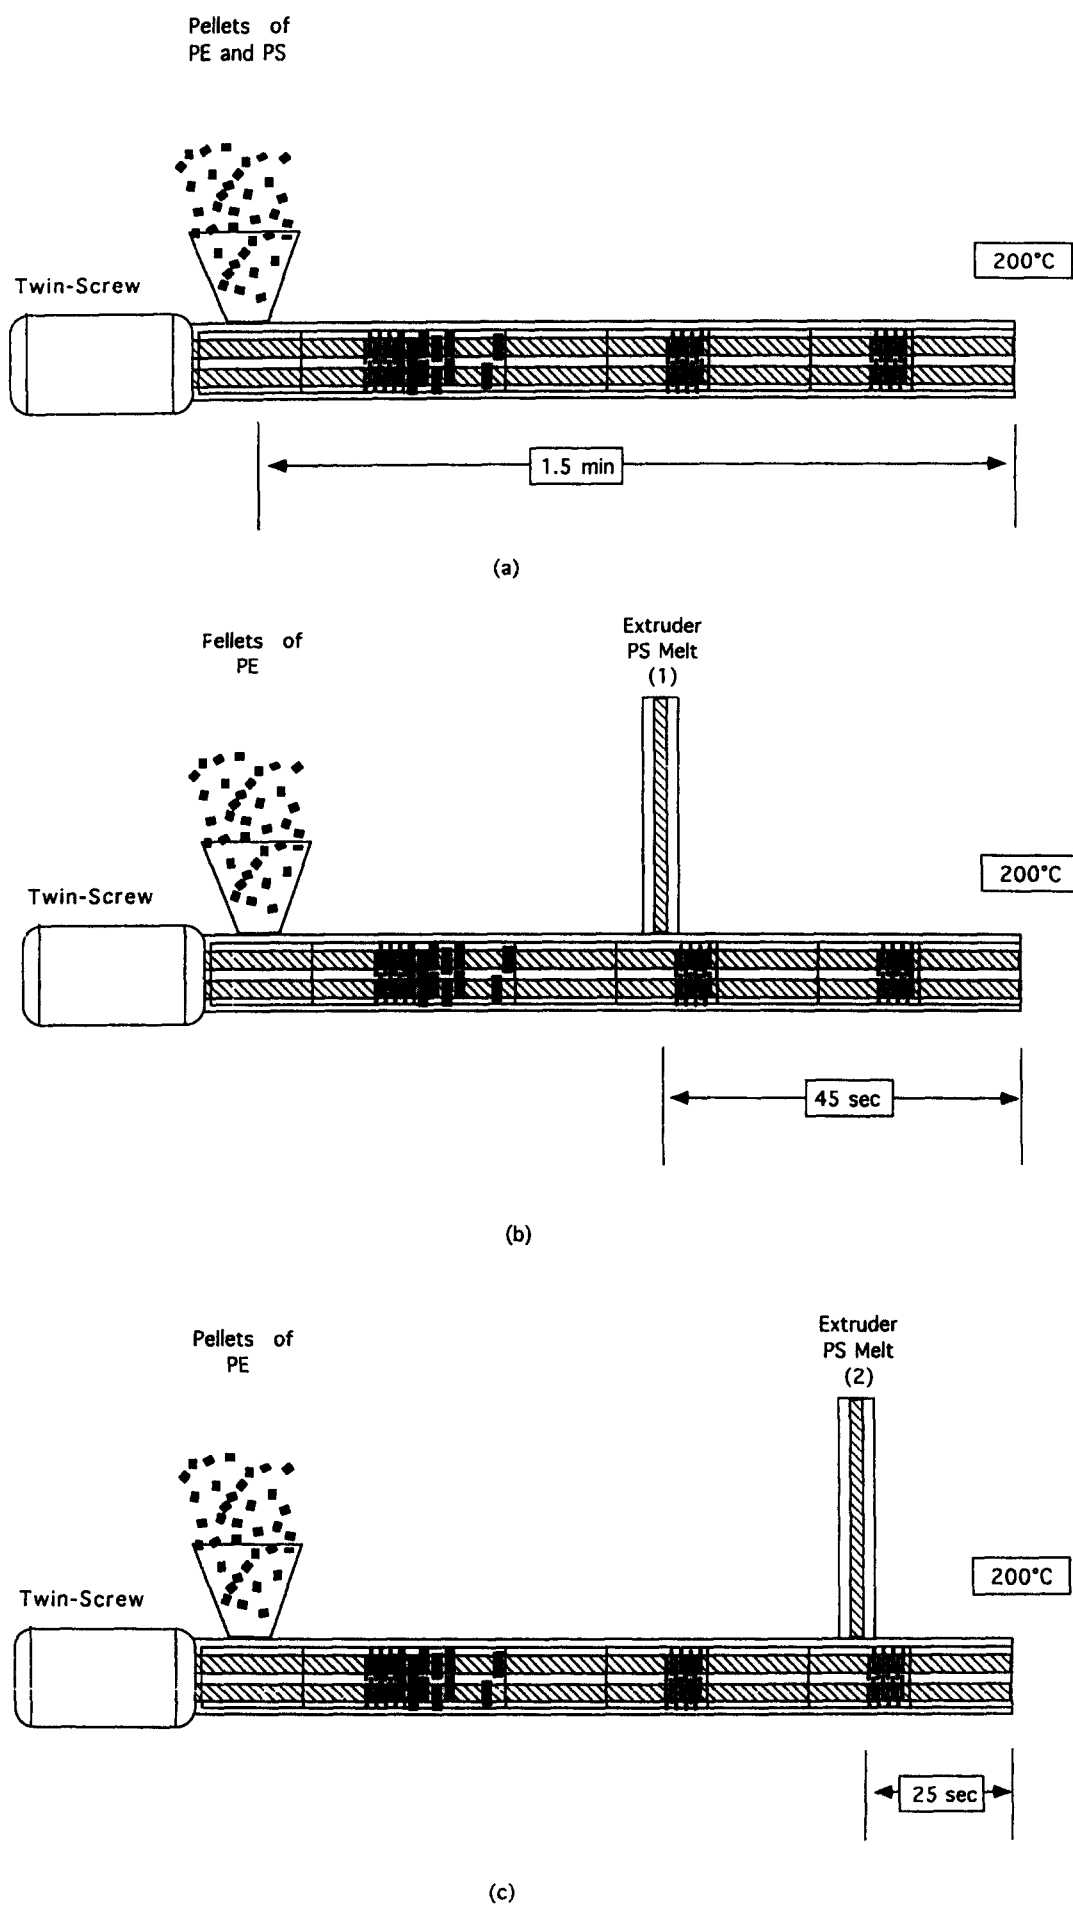 Pellets of
PE and PS
200°C
Twin-Screw
1.5 min
(a)
Extruder
PS Melt
(1)
Fellets of
PE
200°C
Twin-Screw
45 sec
(b)
Extruder
PS Melt
(2)
Pellets of
PE
200°C
Twin-Screw
25 sec
(c)